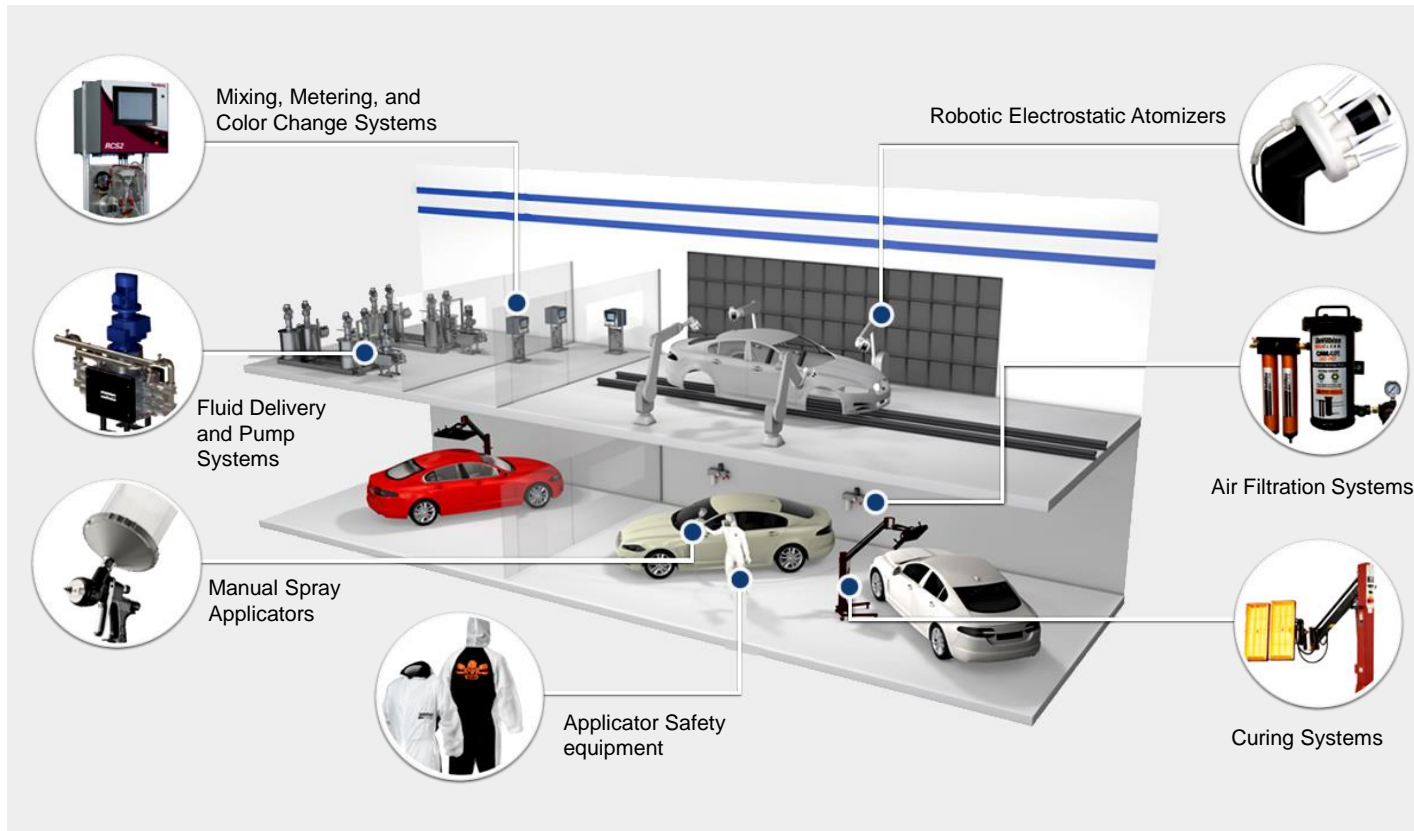 Mixing, Metering, and
Color Change Systems
Robotic Electrostatic Atomizers
RCS2
Fluid Delivery
and Pump
Systems
Air Filtration Systems
Manual Spray
Applicators
Applicator Safety
equipment
Curing Systems